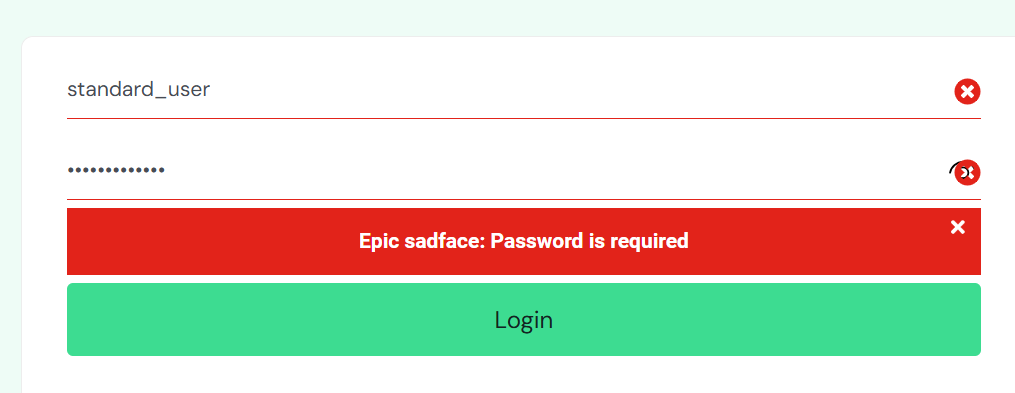 standard_user
•••••••••••••
Epic sadface: Password is required
Login